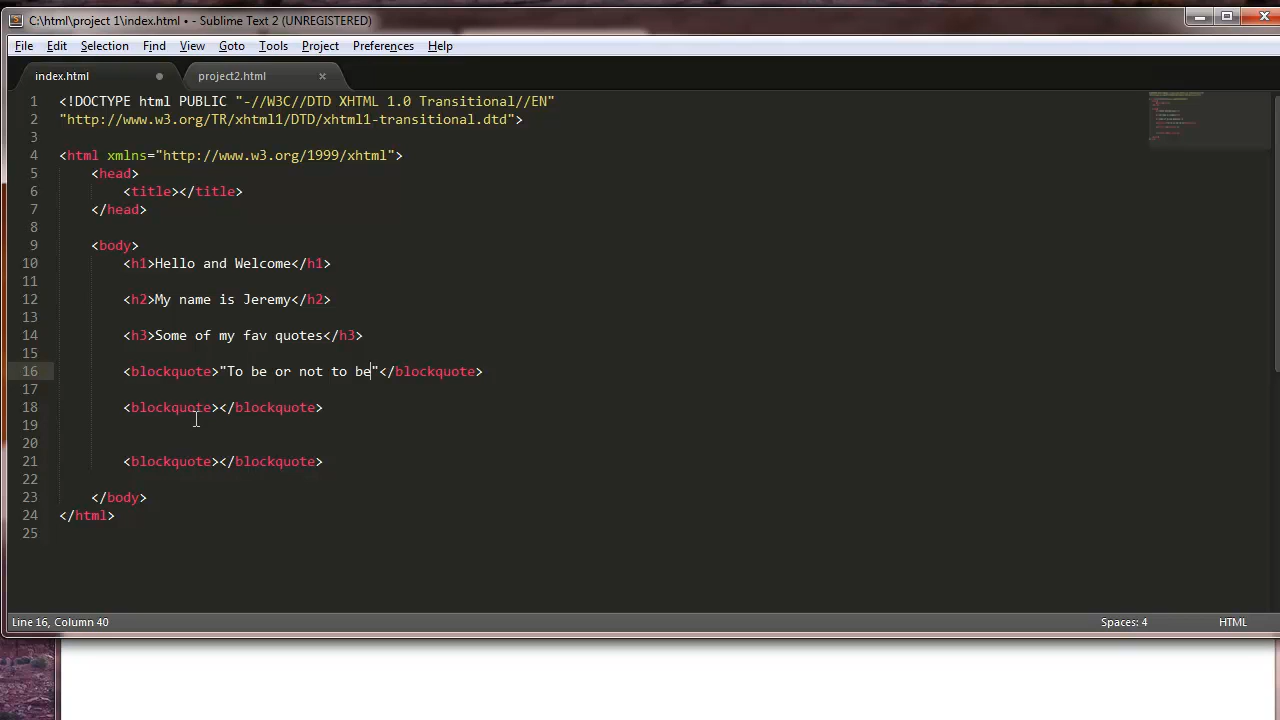 C:\html\project 1\index.html • - Sublime Text 2 (UNREGISTERED)
File Edit Selection Find View Goto Tools Project Preferences Help
index.html project2.html
1 <!DOCTYPE html PUBLIC "-//W3C//DTD XHTML 1.0 Transitional//EN"
2 "http://www.w3.org/TR/xhtml1/DTD/xhtml1-transitional.dtd">
3
4 <html xmlns="http://www.w3.org/1999/xhtml">
5 <head>
6 <title></title>
7 </head>
8
9 <body>
10 <h1>Hello and Welcome</h1>
11
12 <h2>My name is Jeremy</h2>
13
14 <h3>Some of my fav quotes</h3>
15
16 <blockquote>"To be or not to be"</blockquote>
17
18 <blockquote></blockquote>
19
20
21 <blockquote></blockquote>
22
23 </body>
24 </html>
25
Line 16, Column 40 Spaces: 4 HTML